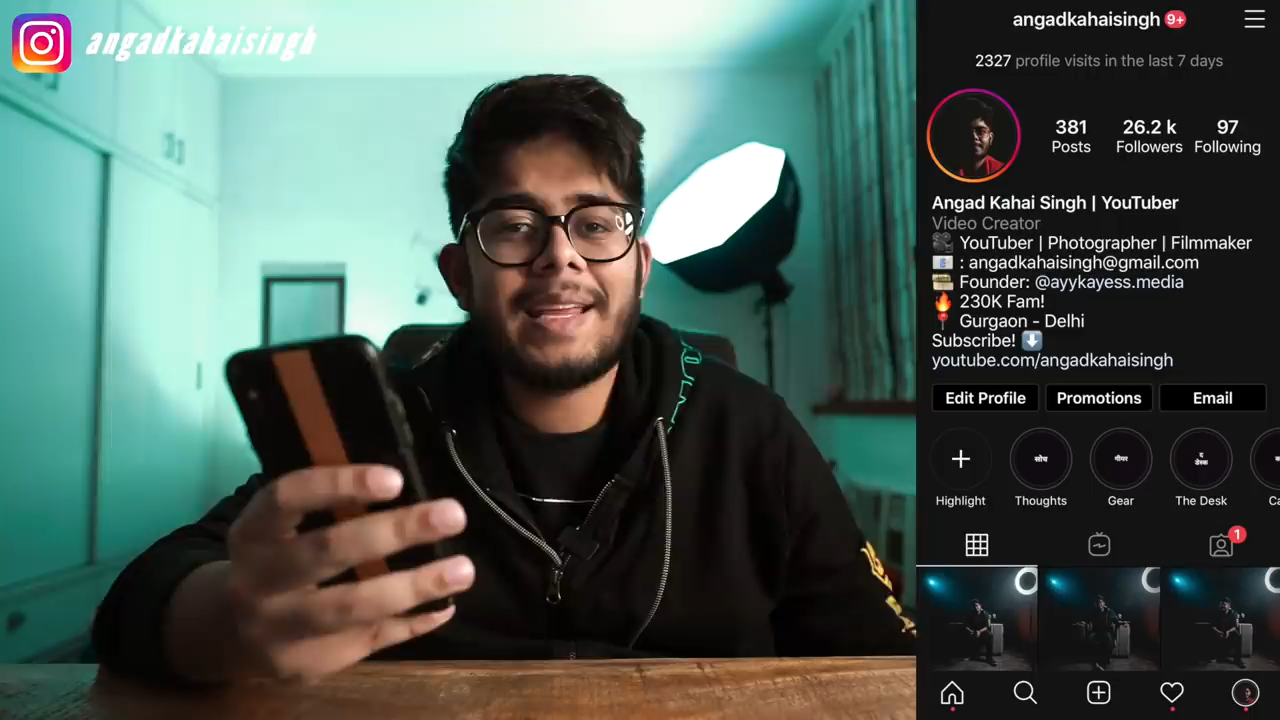 angadkahaisingh
angadkahaisingh 9+
2327 profile visits in the last 7 days
381 26.2 k 97
Posts Followers Following
Angad Kahai Singh | YouTuber
Video Creator
YouTuber | Photographer | Filmmaker
: angadkahaisingh@gmail.com
Founder: @ayykayess.media
230K Fam!
Gurgaon - Delhi
Subscribe!
youtube.com/angadkahaisingh
Edit Profile Promotions Email
सोच गीयर द
डेस्क
Highlight Thoughts Gear The Desk Ca
1